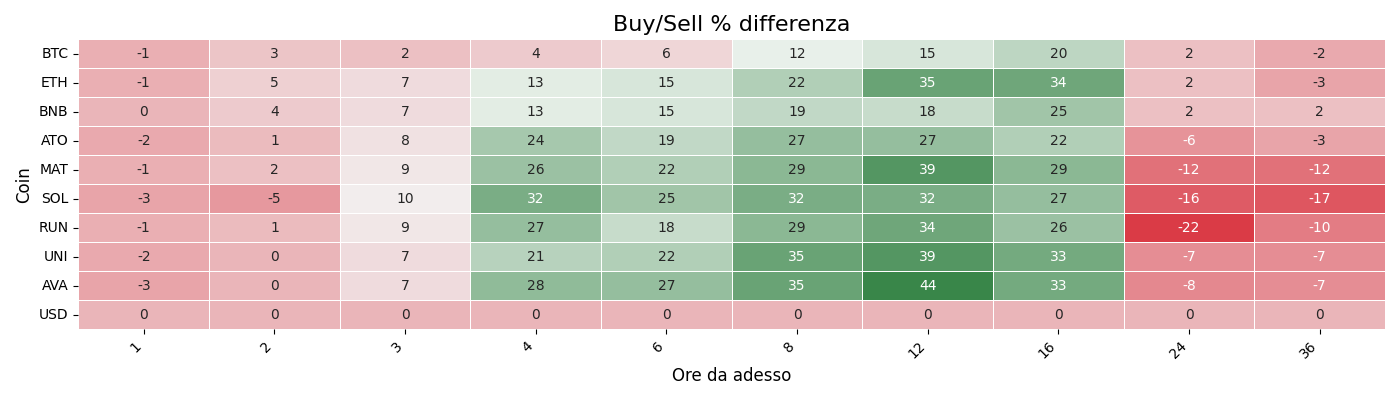 Buy/Sell % differenza
BTC -1 3 2 4 6 12 15 20 2 -2
ETH -1 5 7 13 15 22 35 34 2 -3
BNB 0 4 7 13 15 19 18 25 2 2
ATO -2 1 8 24 19 27 27 22 -6 -3
MAT -1 2 9 26 22 29 39 29 -12 -12
SOL -3 -5 10 32 25 32 32 27 -16 -17
RUN -1 1 9 27 18 29 34 26 -22 -10
UNI -2 0 7 21 22 35 39 33 -7 -7
AVA -3 0 7 28 27 35 44 33 -8 -7
USD 0 0 0 0 0 0 0 0 0 0
Coin
1 2 3 4 6 8 12 16 24 36
Ore da adesso